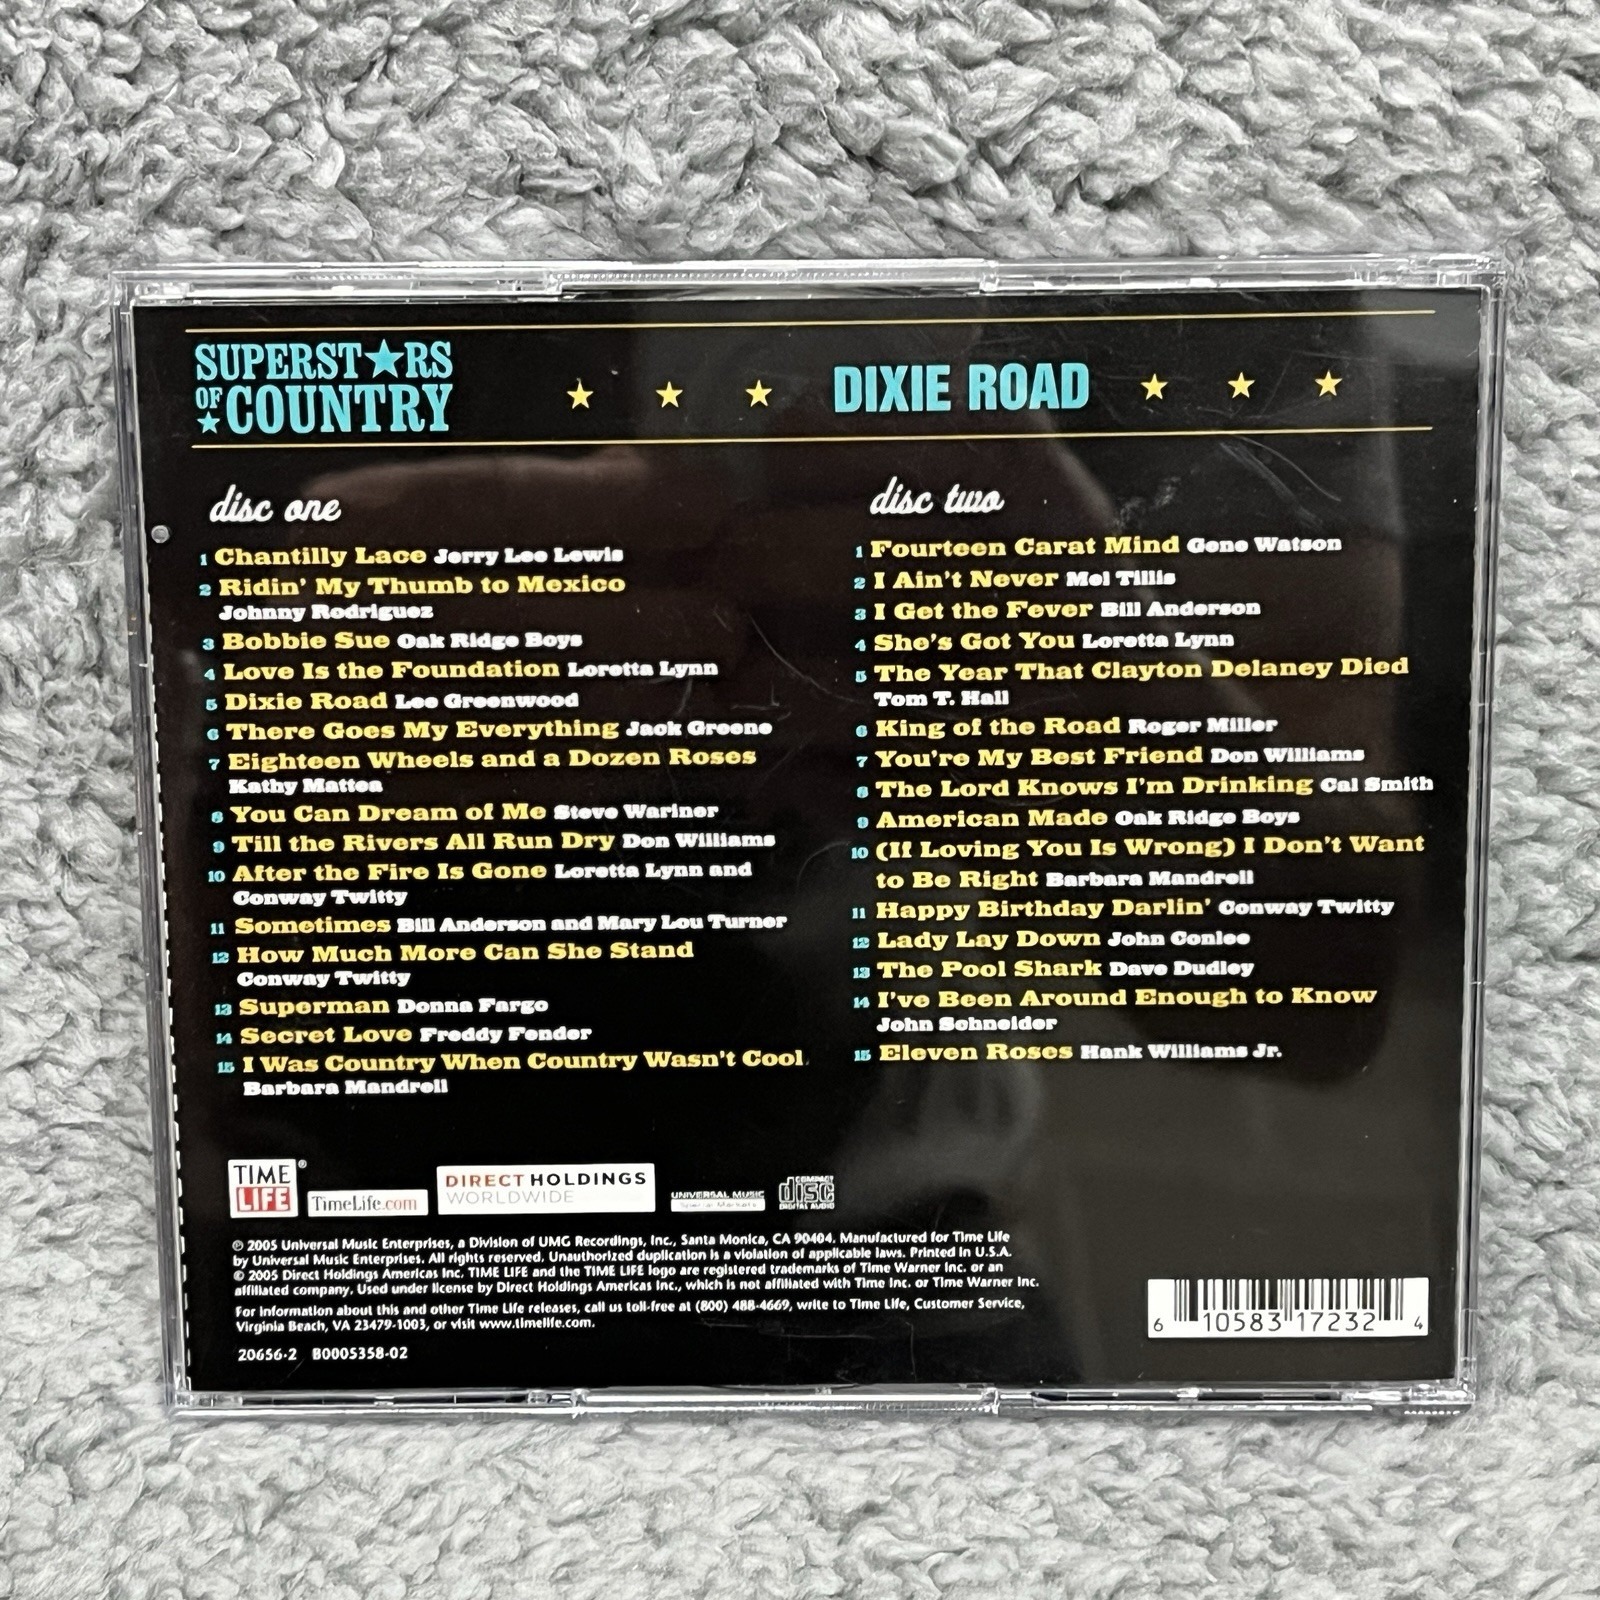 SUPERST★RS
OF COUNTRY
DIXIE ROAD
disc one
1 Chantilly Lace Jerry Lee Lewis
2 Ridin' My Thumb to Mexico
Johnny Rodriguez
3 Bobbie Sue Oak Ridge Boys
4 Love Is the Foundation Loretta Lynn
5 Dixie Road Lee Greenwood
6 There Goes My Everything Jack Greene
7 Eighteen Wheels and a Dozen Roses
Kathy Mattea
8 You Can Dream of Me Steve Wariner
9 Till the Rivers All Run Dry Don Williams
10 After the Fire Is Gone Loretta Lynn and
Conway Twitty
11 Sometimes Bill Anderson and Mary Lou Turner
12 How Much More Can She Stand
Conway Twitty
13 Superman Donna Fargo
14 Secret Love Freddy Fender
15 I Was Country When Country Wasn't Cool
Barbara Mandrell
disc two
1 Fourteen Carat Mind Gene Watson
2 I Ain't Never Mel Tillis
3 I Get the Fever Bill Anderson
4 She's Got You Loretta Lynn
5 The Year That Clayton Delaney Died
Tom T. Hall
6 King of the Road Roger Miller
7 You're My Best Friend Don Williams
8 The Lord Knows I'm Drinking Cal Smith
9 American Made Oak Ridge Boys
10 (If Loving You Is Wrong) I Don't Want
to Be Right Barbara Mandrell
11 Happy Birthday Darlin' Conway Twitty
12 Lady Lay Down John Conlee
13 The Pool Shark Dave Dudley
14 I've Been Around Enough to Know
John Schneider
15 Eleven Roses Hank Williams Jr.
TIME LIFE®
TimeLife.com
DIRECT HOLDINGS
WORLDWIDE
UNIVERSAL MUSIC
Special Markets
COMPACT
disc
DIGITAL AUDIO
℗ 2005 Universal Music Enterprises, a Division of UMG Recordings, Inc., Santa Monica, CA 90404. Manufactured for Time Life
by Universal Music Enterprises. All rights reserved. Unauthorized duplication is a violation of applicable laws. Printed in U.S.A.
© 2005 Direct Holdings Americas Inc. TIME LIFE and the TIME LIFE logo are registered trademarks of Time Warner Inc. or an
affiliated company. Used under license by Direct Holdings Americas Inc., which is not affiliated with Time Inc. or Time Warner Inc.
For information about this and other Time Life releases, call us toll-free at (800) 488-4669, write to Time Life, Customer Service,
Virginia Beach, VA 23479-1003, or visit www.timelife.com.
20656-2 B0005358-02
6 10583 17232 4